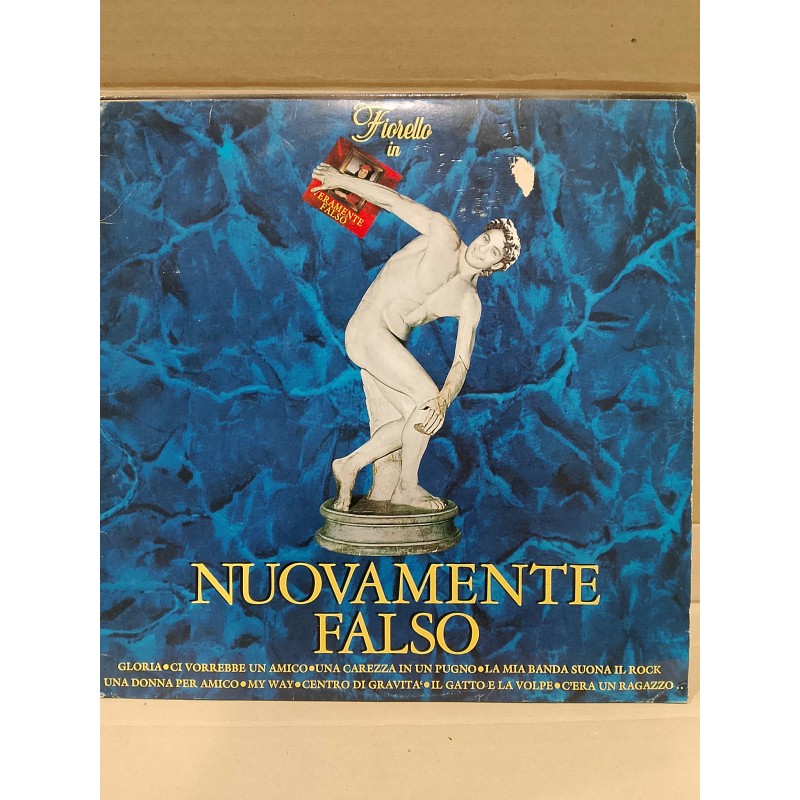 Fiorello
in
VERAMENTE
FALSO
NUOVAMENTE
FALSO
GLORIA•CI VORREBBE UN AMICO•UNA CAREZZA IN UN PUGNO•LA MIA BANDA SUONA IL ROCK
UNA DONNA PER AMICO•MY WAY•CENTRO DI GRAVITA'•IL GATTO E LA VOLPE•C'ERA UN RAGAZZO..